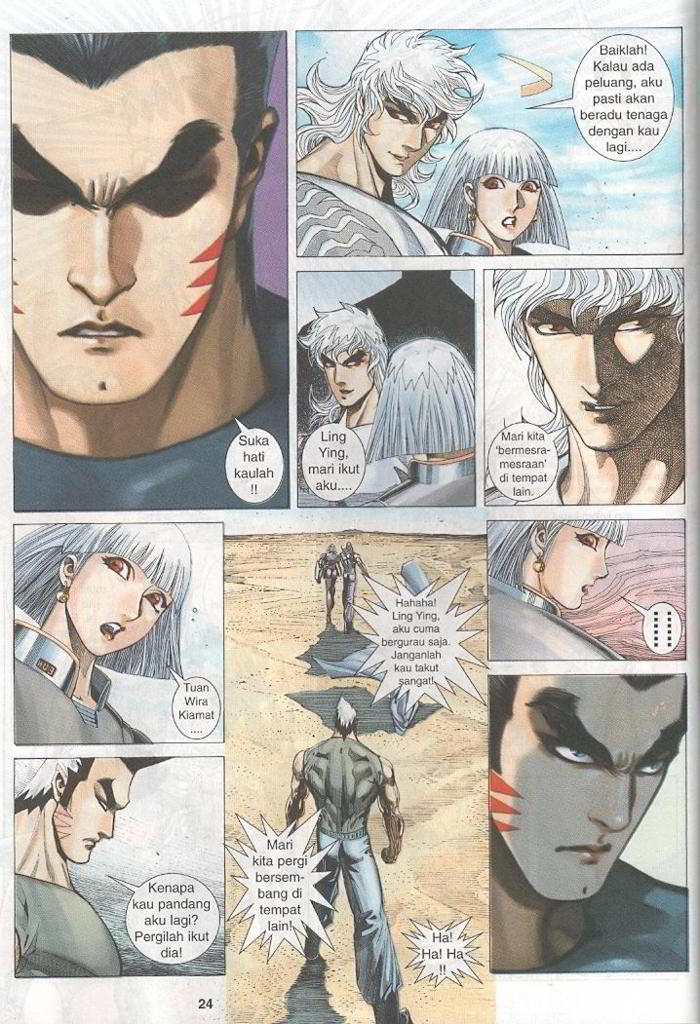 Baiklah!
Kalau ada
peluang, aku
pasti akan
beradu tenaga
dengan kau
lagi....
Suka
hati
kaulah
!!
Ling
Ying,
mari ikut
aku....
Mari kita
‘bermesra-
mesraan’
di tempat
lain.
Tuan
Wira
Kiamat
....
Hahaha!
Ling Ying,
aku cuma
bergurau saja.
Janganlah
kau takut
sangat!
Kenapa
kau pandang
aku lagi?
Pergilah ikut
dia!
Mari
kita pergi
bersem-
bang di
tempat
lain!
Ha!
Ha! Ha
!!
24